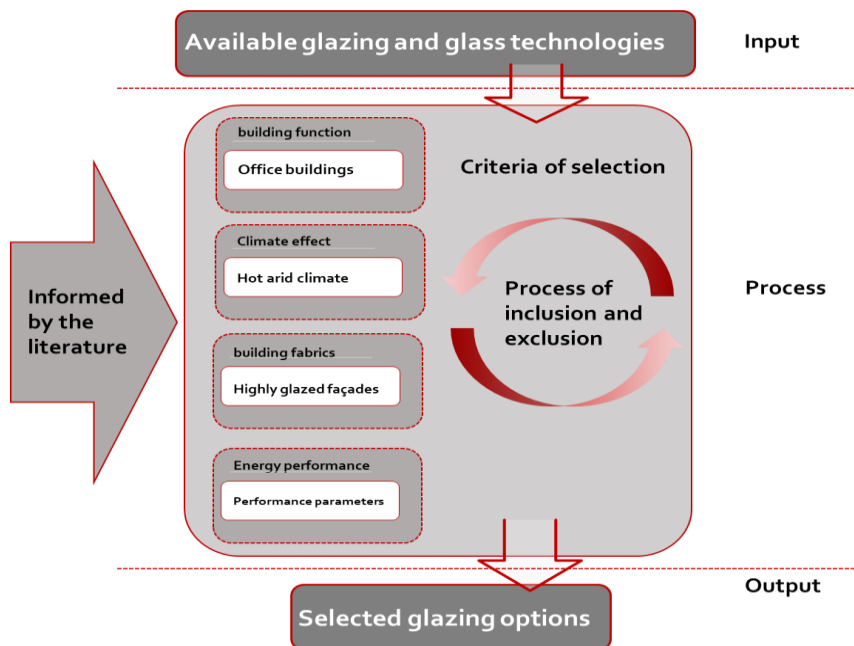 Available glazing and glass technologies
Input
building function
Office buildings
Criteria of selection
Climate effect
Hot arid climate
Informed
by the
literature
Process of
inclusion and
exclusion
Process
building fabrics
Highly glazed façades
Energy performance
Performance parameters
Output
Selected glazing options